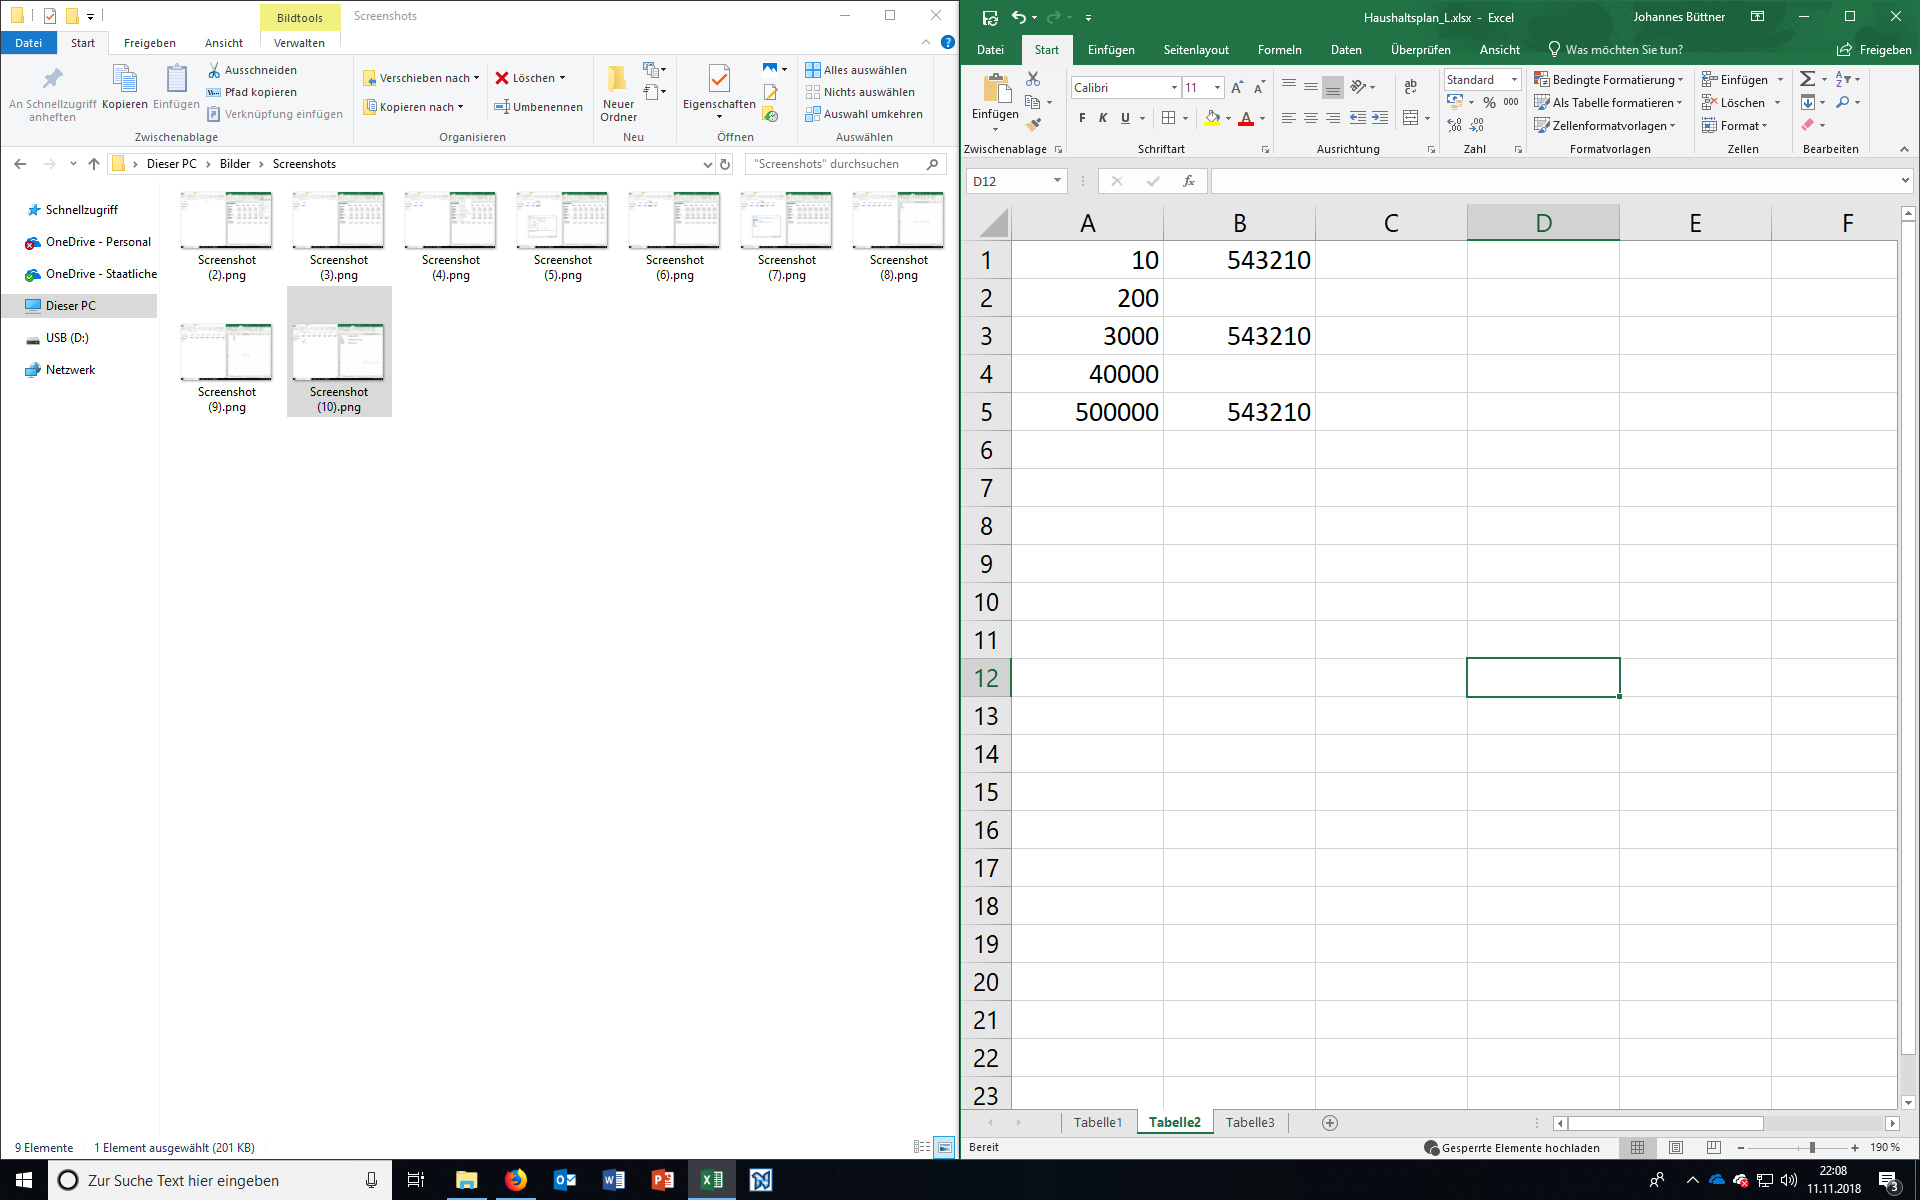 Bildtools
Screenshots
Datei
Start
Freigeben
Ansicht
Verwalten
An Schnellzugriff
anheften
Kopieren
Einfügen
Ausschneiden
Pfad kopieren
Verknüpfung einfügen
Zwischenablage
Verschieben nach
Kopieren nach
Löschen
Umbenennen
Organisieren
Neuer
Ordner
Neu
Eigenschaften
Öffnen
Alles auswählen
Nichts auswählen
Auswahl umkehren
Auswählen
Dieser PC
Bilder
Screenshots
"Screenshots" durchsuchen
Schnellzugriff
OneDrive - Personal
OneDrive - Staatliche
Dieser PC
USB (D:)
Netzwerk
Screenshot
(2).png
Screenshot
(3).png
Screenshot
(4).png
Screenshot
(5).png
Screenshot
(6).png
Screenshot
(7).png
Screenshot
(8).png
Screenshot
(9).png
Screenshot
(10).png
9 Elemente
1 Element ausgewählt (201 KB)
Haushaltsplan_L.xlsx - Excel
Johannes Büttner
Datei
Start
Einfügen
Seitenlayout
Formeln
Daten
Überprüfen
Ansicht
Was möchten Sie tun?
Freigeben
Einfügen
Zwischenablage
Calibri
11
F K U
Schriftart
Ausrichtung
Standard
% 000
Zahl
Bedingte Formatierung
Als Tabelle formatieren
Zellenformatvorlagen
Formatvorlagen
Einfügen
Löschen
Format
Zellen
Bearbeiten
D12
fx
A B C D E F
1 10 543210
2 200
3 3000 543210
4 40000
5 500000 543210
6
7
8
9
10
11
12
13
14
15
16
17
18
19
20
21
22
23
Tabelle1
Tabelle2
Tabelle3
Bereit
Gesperrte Elemente hochladen
190 %
Zur Suche Text hier eingeben
22:08
11.11.2018
3